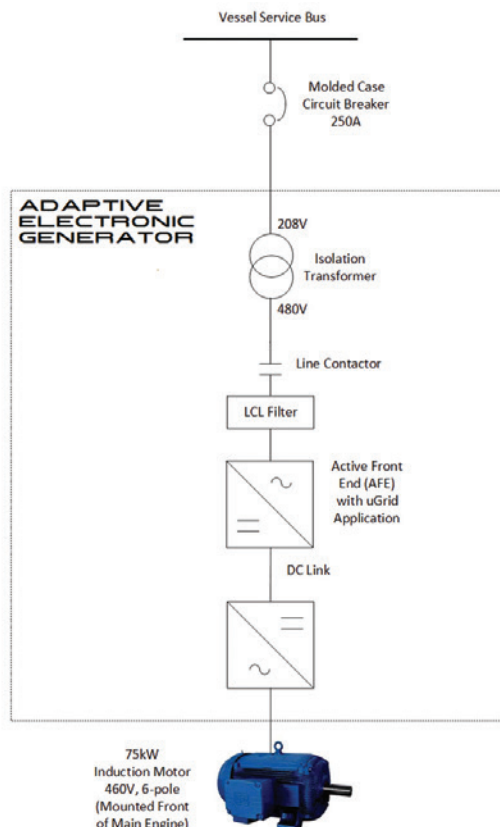 Vessel Service Bus
Molded Case
Circuit Breaker
250A
ADAPTIVE
ELECTRONIC
GENERATOR
208V
Isolation
Transformer
480V
Line Contactor
LCL Filter
Active Front
End (AFE)
with uGrid
Application
DC Link
75kW
Induction Motor
460V, 6-pole
(Mounted Front
of Main Engine)